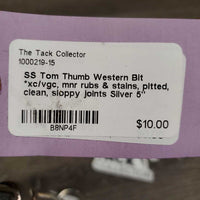 The Tack Collector
1000219-15
SS Tom Thumb Western Bit
*xc/vgc, mnr rubs & stains, pitted,
clean, sloppy joints Silver 5"
B8NP4F
$10.00